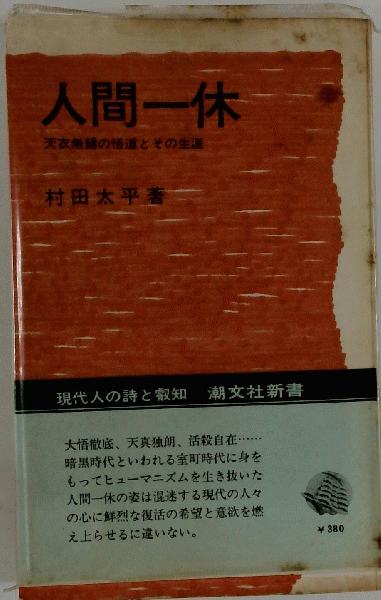 人間一休
天衣無縫の悟道とその生涯
村田太平著
現代人の詩と叡知 潮文社新書
大悟徹底、天真独朗、活殺自在……
暗黒時代といわれる室町時代に身を
もってヒューマニズムを生き抜いた
人間一休の姿は混迷する現代の人々
の心に鮮烈な復活の希望と意欲を燃
え上らせるに違いない。
¥380